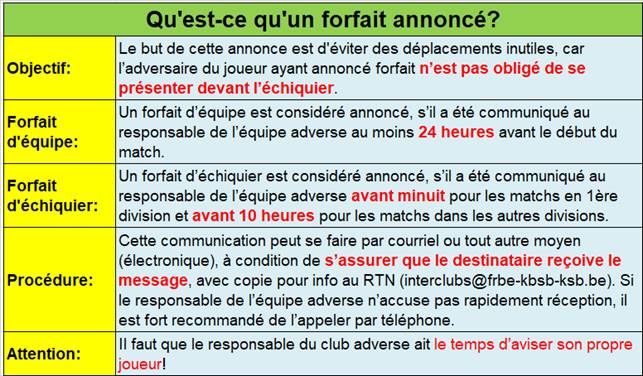 Qu'est-ce qu'un forfait annoncé?
Objectif:
Le but de cette annonce est d'éviter des déplacements inutiles, car
l'adversaire du joueur ayant annoncé forfait n'est pas obligé de se
présenter devant l'échiquier.
Forfait
d'équipe:
Un forfait d'équipe est considéré annoncé, s'il a été communiqué au
responsable de l'équipe adverse au moins 24 heures avant le début du
match.
Forfait
d'échiquier:
Un forfait d'échiquier est considéré annoncé, s'il a été communiqué au
responsable de l'équipe adverse avant minuit pour les matchs en 1ère
division et avant 10 heures pour les matchs dans les autres divisions.
Procédure:
Cette communication peut se faire par courriel ou tout autre moyen
(électronique), à condition de s'assurer que le destinataire reçoive le
message, avec copie pour info au RTN (interclubs@frbe-kbsb-ksb.be). Si
le responsable de l'équipe adverse n'accuse pas rapidement réception, il
est fort recommandé de l'appeler par téléphone.
Attention:
Il faut que le responsable du club adverse ait le temps d'aviser son propre
joueur!